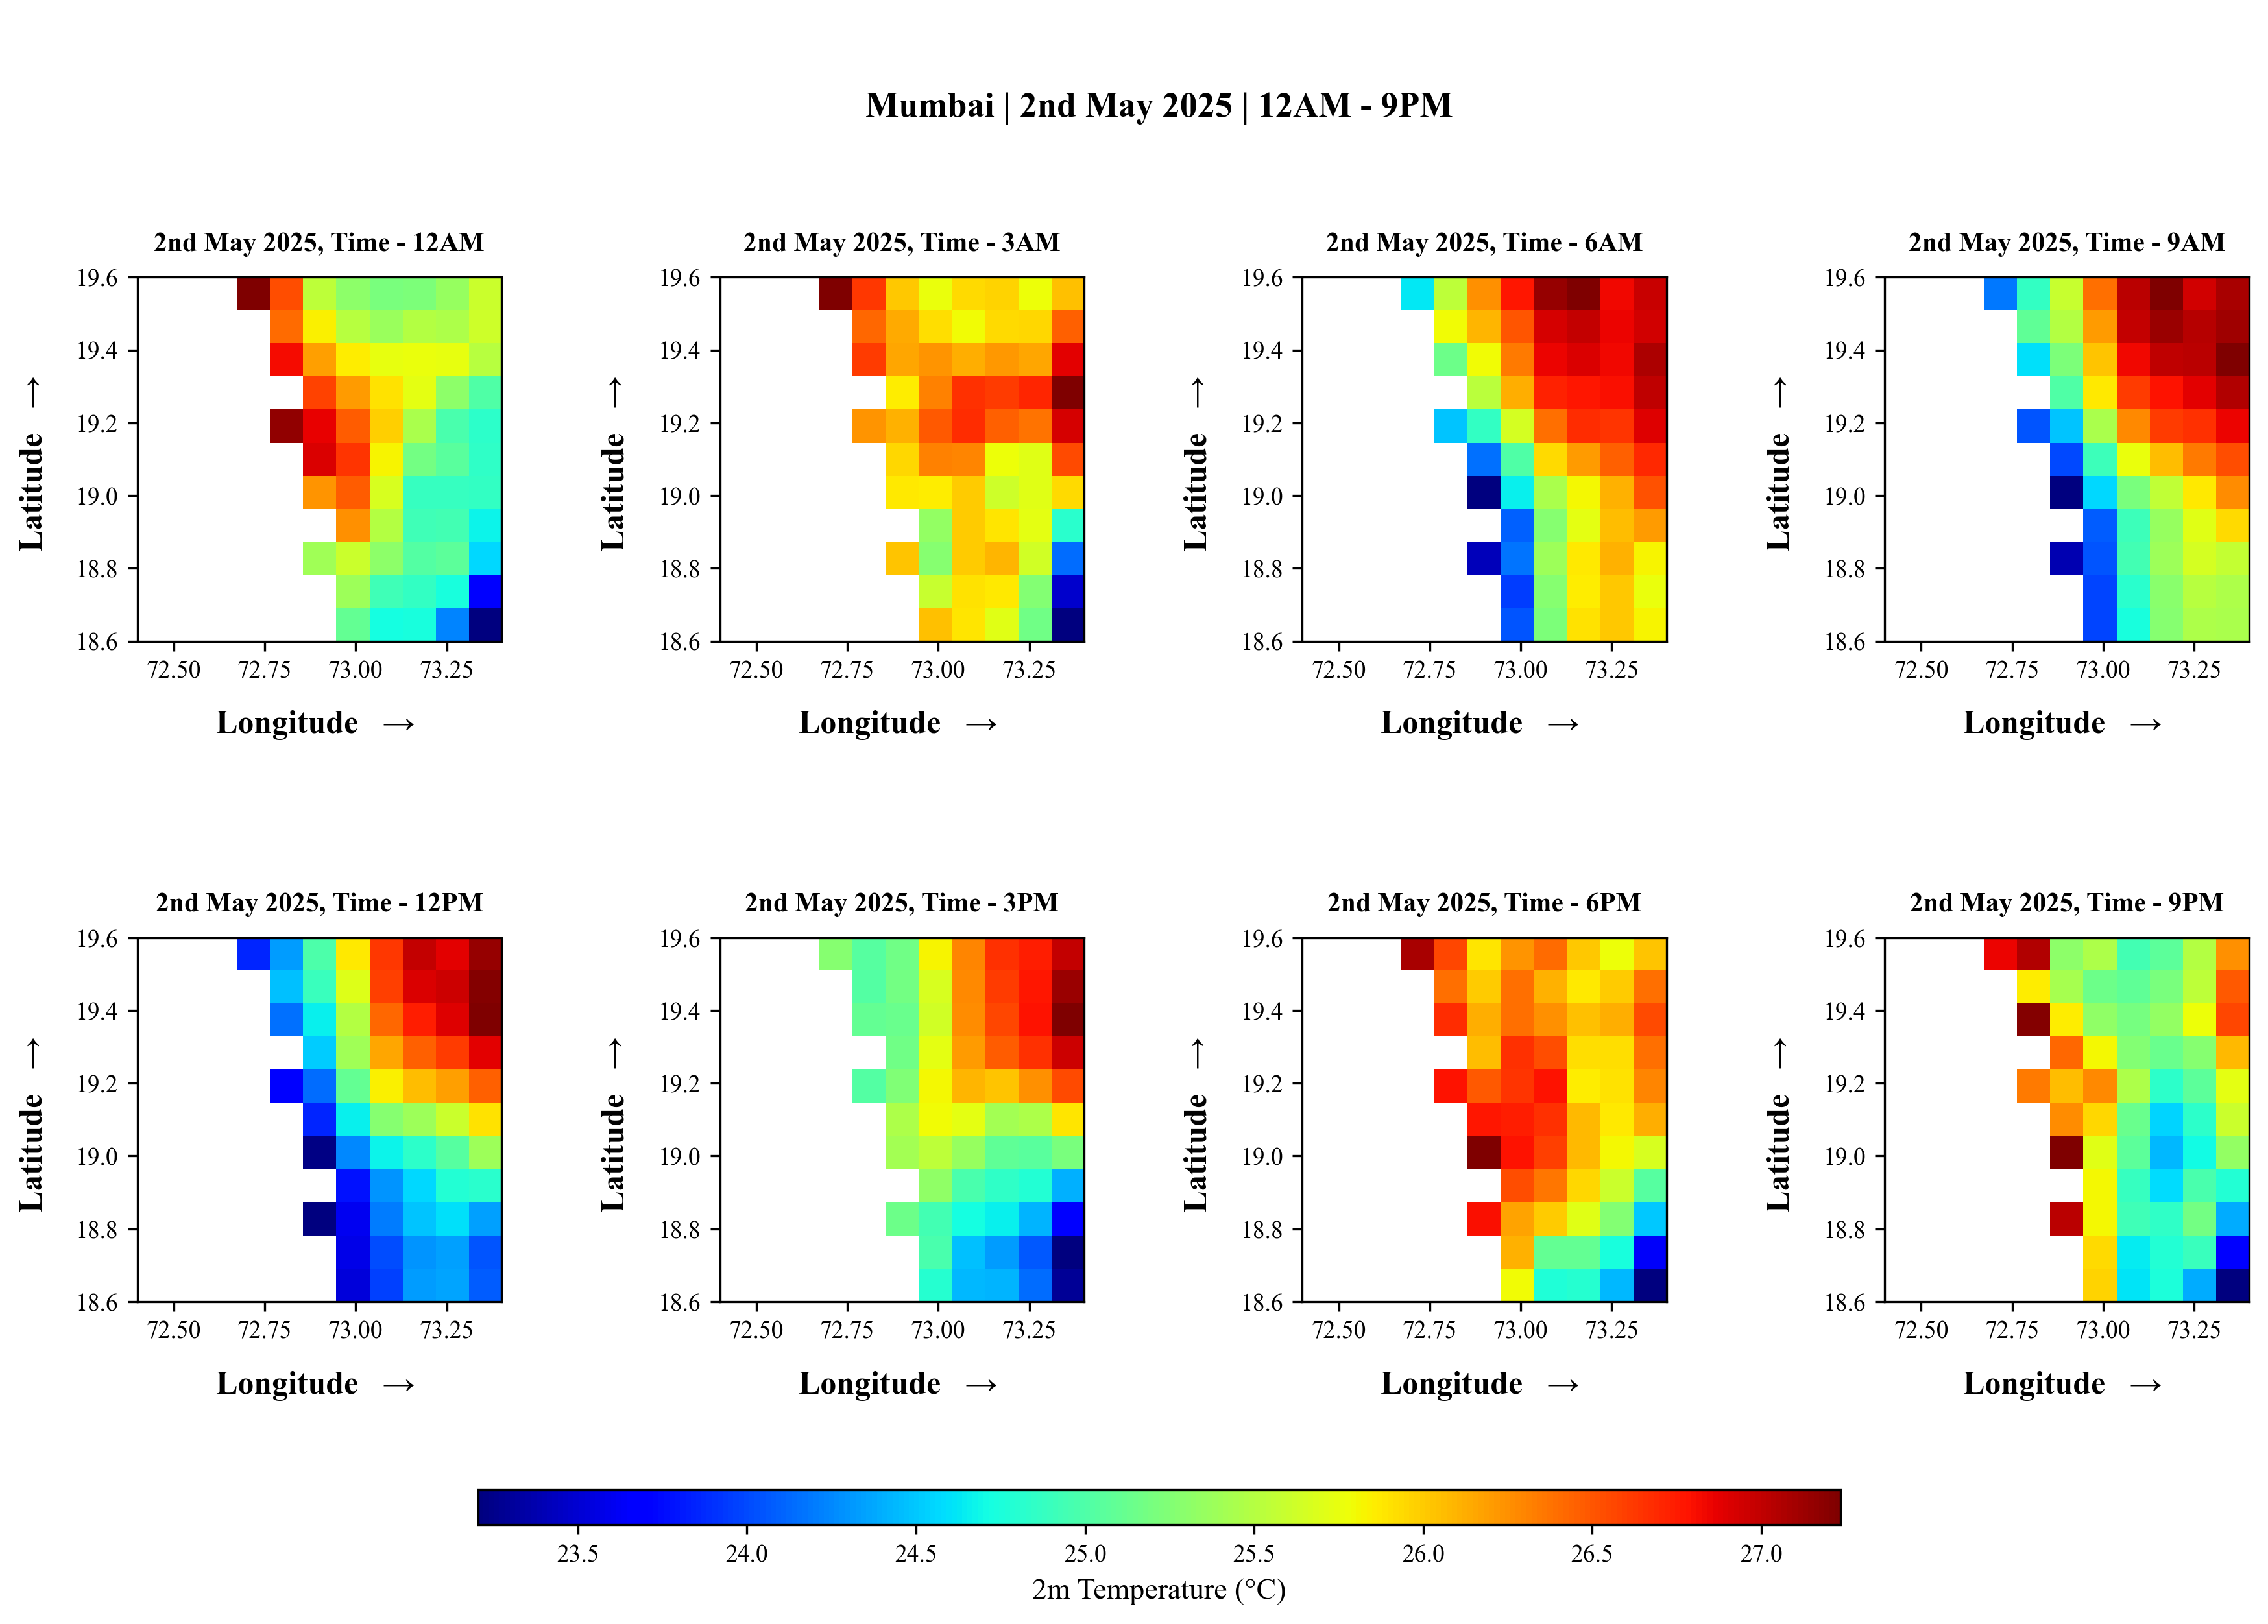 Mumbai | 2nd May 2025 | 12AM - 9PM
2nd May 2025, Time - 12AM
19.6
19.4
19.2
19.0
18.8
18.6
72.50 72.75 73.00 73.25
Latitude →
Longitude →
2nd May 2025, Time - 3AM
19.6
19.4
19.2
19.0
18.8
18.6
72.50 72.75 73.00 73.25
Latitude →
Longitude →
2nd May 2025, Time - 6AM
19.6
19.4
19.2
19.0
18.8
18.6
72.50 72.75 73.00 73.25
Latitude →
Longitude →
2nd May 2025, Time - 9AM
19.6
19.4
19.2
19.0
18.8
18.6
72.50 72.75 73.00 73.25
Latitude →
Longitude →
2nd May 2025, Time - 12PM
19.6
19.4
19.2
19.0
18.8
18.6
72.50 72.75 73.00 73.25
Latitude →
Longitude →
2nd May 2025, Time - 3PM
19.6
19.4
19.2
19.0
18.8
18.6
72.50 72.75 73.00 73.25
Latitude →
Longitude →
2nd May 2025, Time - 6PM
19.6
19.4
19.2
19.0
18.8
18.6
72.50 72.75 73.00 73.25
Latitude →
Longitude →
2nd May 2025, Time - 9PM
19.6
19.4
19.2
19.0
18.8
18.6
72.50 72.75 73.00 73.25
Latitude →
Longitude →
23.5 24.0 24.5 25.0 25.5 26.0 26.5 27.0
2m Temperature (°C)